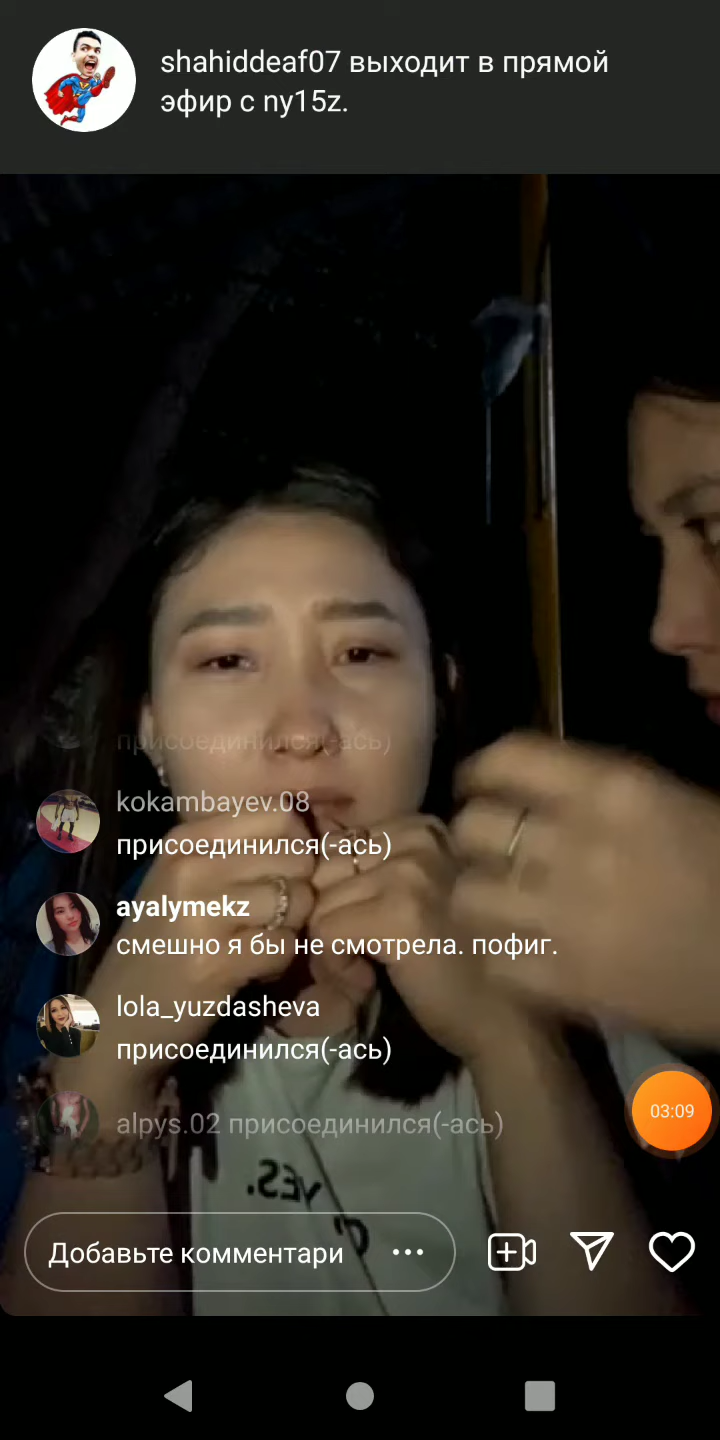 shahiddeaf07 выходит в прямой
эфир с ny15z.
присоединился(-ась)
kokambayev.08
присоединился(-ась)
ayalymekz
смешно я бы не смотрела. пофиг.
lola_yuzdasheva
присоединился(-ась)
03:09
alpys.02 присоединился(-ась)
YES.
Добавьте комментари